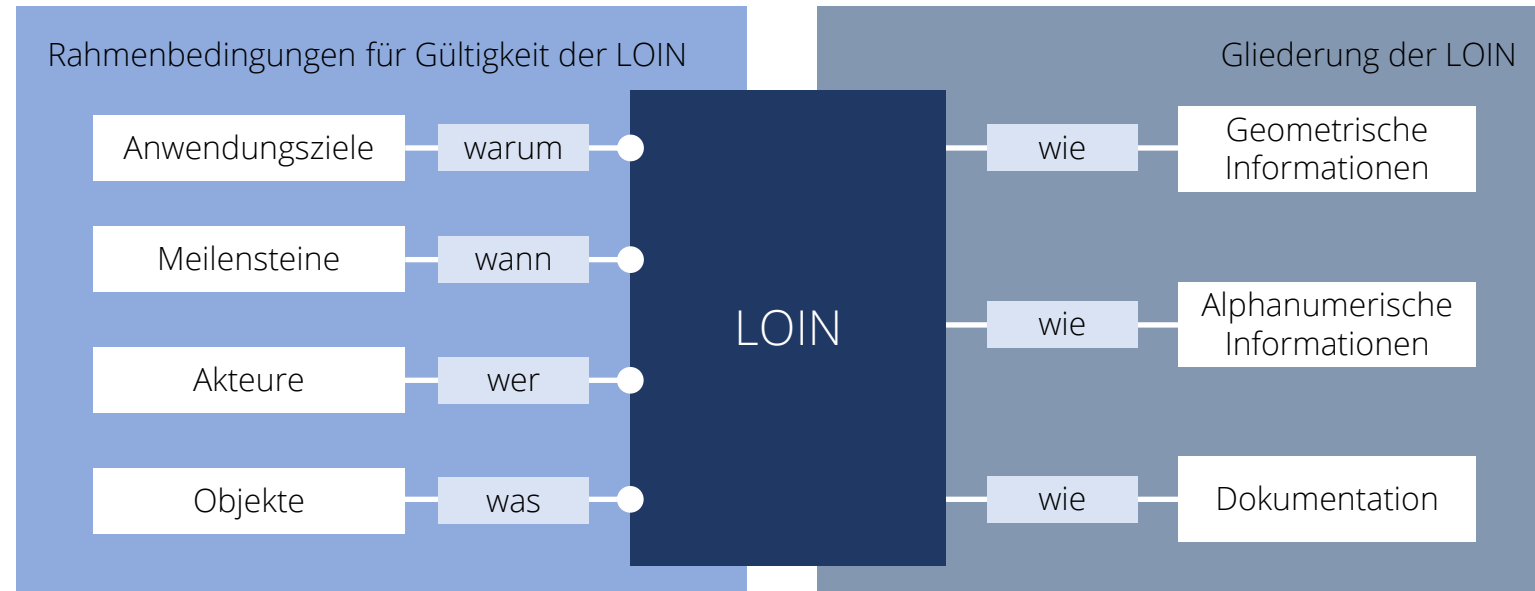 Rahmenbedingungen für Gültigkeit der LOIN
Anwendungsziele
warum
Meilensteine
wann
Akteure
wer
Objekte
was
LOIN
Gliederung der LOIN
wie
Geometrische
Informationen
wie
Alphanumerische
Informationen
wie
Dokumentation